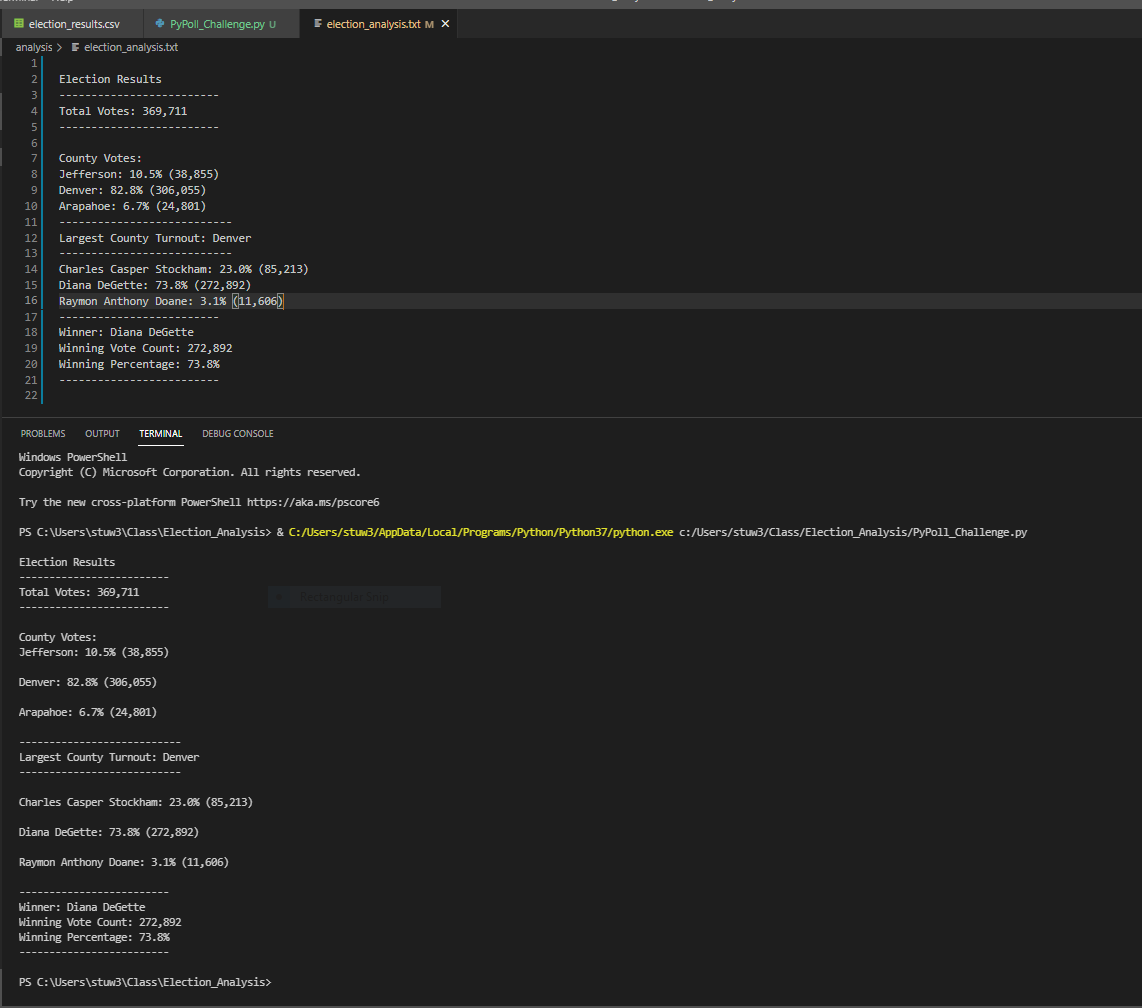 election_results.csv PyPoll_Challenge.py U election_analysis.txt M
analysis > election_analysis.txt
1
2 Election Results
3 -------------------------
4 Total Votes: 369,711
5 -------------------------
6
7 County Votes:
8 Jefferson: 10.5% (38,855)
9 Denver: 82.8% (306,055)
10 Arapahoe: 6.7% (24,801)
11 ---------------------------
12 Largest County Turnout: Denver
13 ---------------------------
14 Charles Casper Stockham: 23.0% (85,213)
15 Diana DeGette: 73.8% (272,892)
16 Raymon Anthony Doane: 3.1% (11,606)
17 -------------------------
18 Winner: Diana DeGette
19 Winning Vote Count: 272,892
20 Winning Percentage: 73.8%
21 -------------------------
22
PROBLEMS OUTPUT TERMINAL DEBUG CONSOLE
Windows PowerShell
Copyright (C) Microsoft Corporation. All rights reserved.
Try the new cross-platform PowerShell https://aka.ms/pscore6
PS C:\Users\stuw3\Class\Election_Analysis> & C:/Users/stuw3/AppData/Local/Programs/Python/Python37/python.exe c:/Users/stuw3/Class/Election_Analysis/PyPoll_Challenge.py
Election Results
-------------------------
Total Votes: 369,711
Rectangular Snip
-------------------------
County Votes:
Jefferson: 10.5% (38,855)
Denver: 82.8% (306,055)
Arapahoe: 6.7% (24,801)
---------------------------
Largest County Turnout: Denver
---------------------------
Charles Casper Stockham: 23.0% (85,213)
Diana DeGette: 73.8% (272,892)
Raymon Anthony Doane: 3.1% (11,606)
-------------------------
Winner: Diana DeGette
Winning Vote Count: 272,892
Winning Percentage: 73.8%
-------------------------
PS C:\Users\stuw3\Class\Election_Analysis>